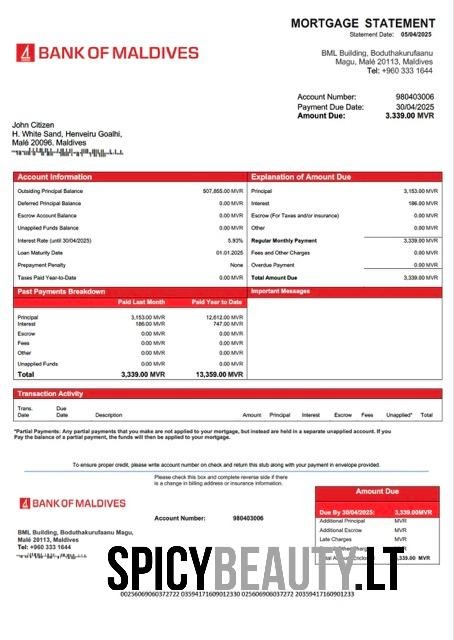 MORTGAGE STATEMENT
Statement Date: 05/04/2025
BANK OF MALDIVES
BML Building, Boduthakurufaanu
Magu, Malé 20113, Maldives
Tel: +960 333 1644
Account Number: 980403006
Payment Due Date: 30/04/2025
Amount Due: 3.339.00 MVR
John Citizen
H. White Sand, Henveiru Goalhi,
Malé 20096, Maldives
Account Information
Outsiding Principal Balance 507,855.00 MVR
Deferred Principal Balance 0.00 MVR
Escrow Account Balance 0.00 MVR
Unapplied Funds Balance 0.00 MVR
Interest Rate (until 30/04/2025) 5.93%
Loan Maturity Date 01.01.2025
Prepayment Penalty None
Taxes Paid Year-to-Date 0.00 MVR
Explanation of Amount Due
Principal 3,153.00 MVR
Interest 186.00 MVR
Escrow (For Taxes and/or insurance) 0.00 MVR
Other 0.00 MVR
Regular Monthly Payment 3,339.00 MVR
Fees and Other Charges 0.00 MVR
Overdue Payment 0.00 MVR
Total Amount Due 3,339.00 MVR
Past Payments Breakdown
Paid Last Month Paid Year to Date
Principal 3,153.00 MVR 12,612.00 MVR
Interest 186.00 MVR 747.00 MVR
Escrow 0.00 MVR 0.00 MVR
Fees 0.00 MVR 0.00 MVR
Other 0.00 MVR 0.00 MVR
Unapplied Funds 0.00 MVR 0.00 MVR
Total 3,339.00 MVR 13,359.00 MVR
Important Messages
Transaction Activity
Trans. Date Due Date Description Amount Principal Interest Escrow Fees Unapplied* Total
*Partial Payments: Any partial payments that you make are not applied to your mortgage, but instead are held in a separate unapplied account. If you
Pay the balance of a partial payment, the funds will then be applied to your mortgage.
To ensure proper credit, please write account number on check and return this stub along with your payment in envelope provided.
Please check this box and complete reverse side if there
is a change in billing address or insurance information.
BANK OF MALDIVES
Account Number: 980403006
BML Building, Boduthakurufaanu Magu,
Malé 20113, Maldives
Tel: +960 333 1644
Amount Due
Due By 30/04/2025: 3,339.00MVR
Additional Principal MVR
Additional Escrow MVR
Late Charges MVR
MVR
3,339.00 MVR
SPICYBEAUTY.LT